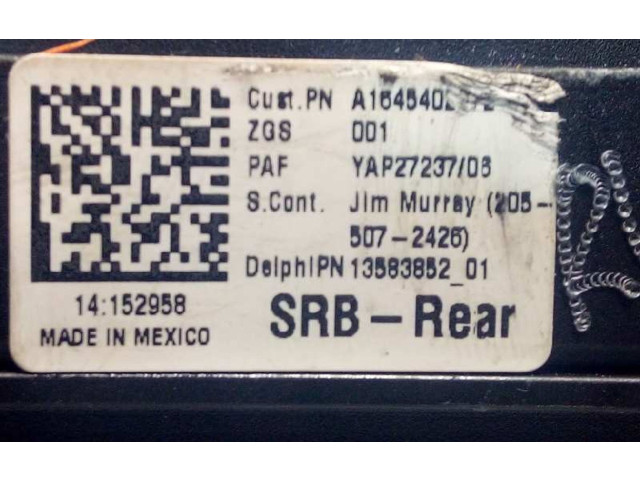 Cust.PN
ZGS 001
PAF YAP27237/06
S.Cont. Jim Murray (205-
507-2426)
DelphiPN 13583852_01
14:152958
SRB-Rear
MADE IN MEXICO